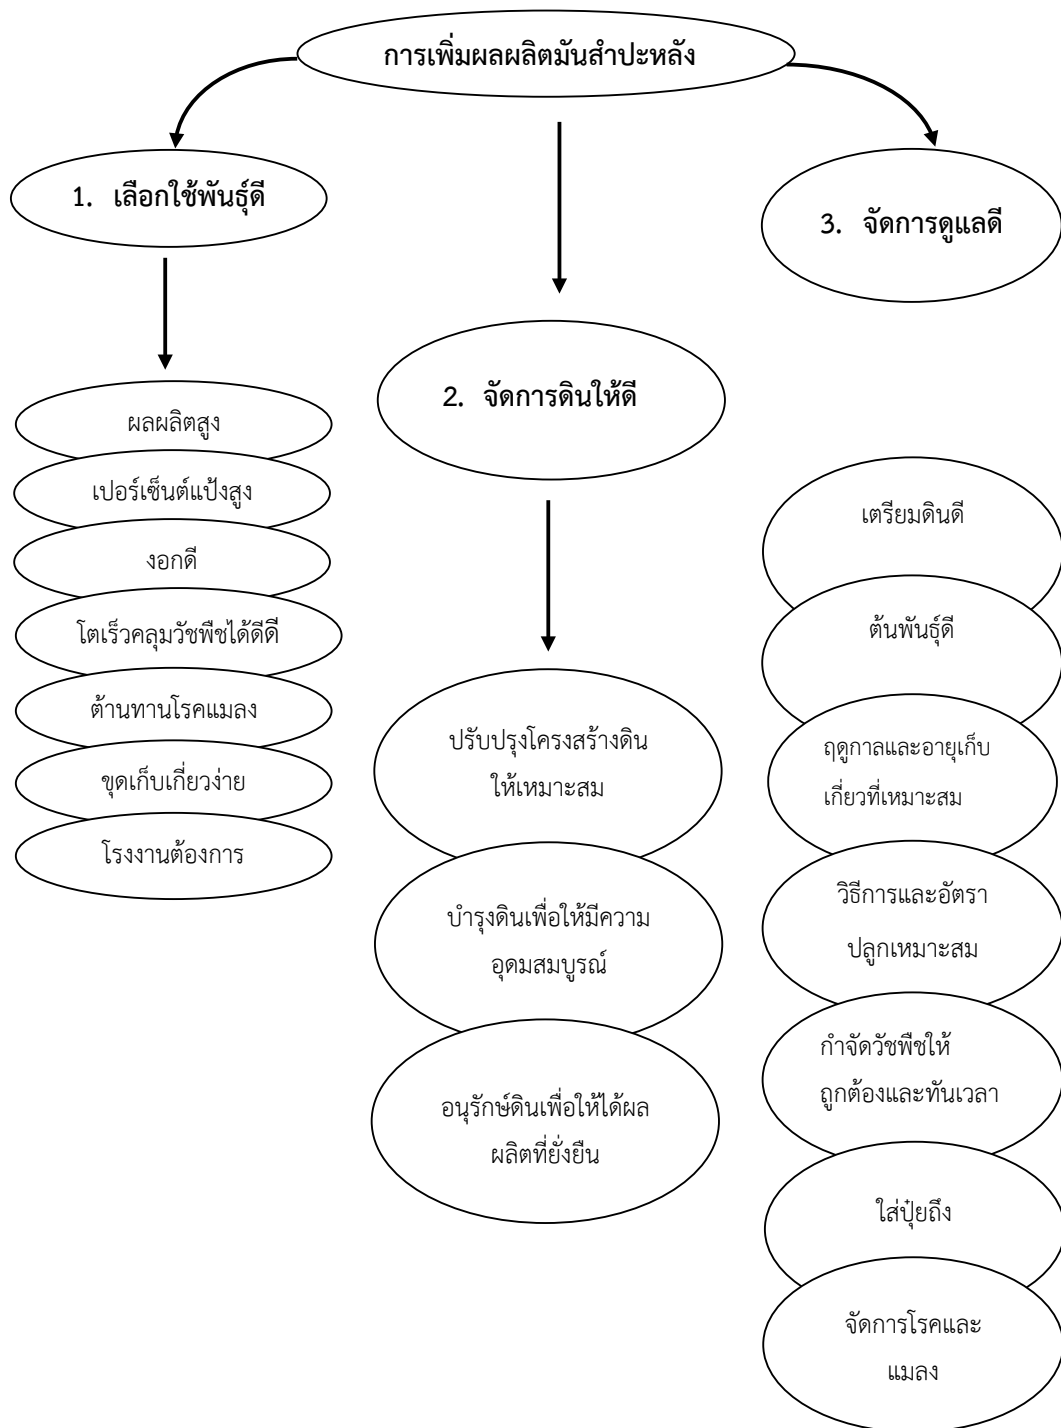 การเพิ่มผลผลิตมันสำปะหลัง
1. เลือกใช้พันธุ์ดี
ผลผลิตสูง
เปอร์เซ็นต์แป้งสูง
งอกดี
โตเร็วคลุมวัชพืชได้ดีดี
ต้านทานโรคแมลง
ขุดเก็บเกี่ยวง่าย
โรงงานต้องการ
2. จัดการดินให้ดี
ปรับปรุงโครงสร้างดิน
ให้เหมาะสม
บำรุงดินเพื่อให้มีความ
อุดมสมบูรณ์
อนุรักษ์ดินเพื่อให้ได้ผล
ผลิตที่ยั่งยืน
3. จัดการดูแลดี
เตรียมดินดี
ต้นพันธุ์ดี
ฤดูกาลและอายุเก็บ
เกี่ยวที่เหมาะสม
วิธีการและอัตรา
ปลูกเหมาะสม
กำจัดวัชพืชให้
ถูกต้องและทันเวลา
ใส่ปุ๋ยถึง
จัดการโรคและ
แมลง